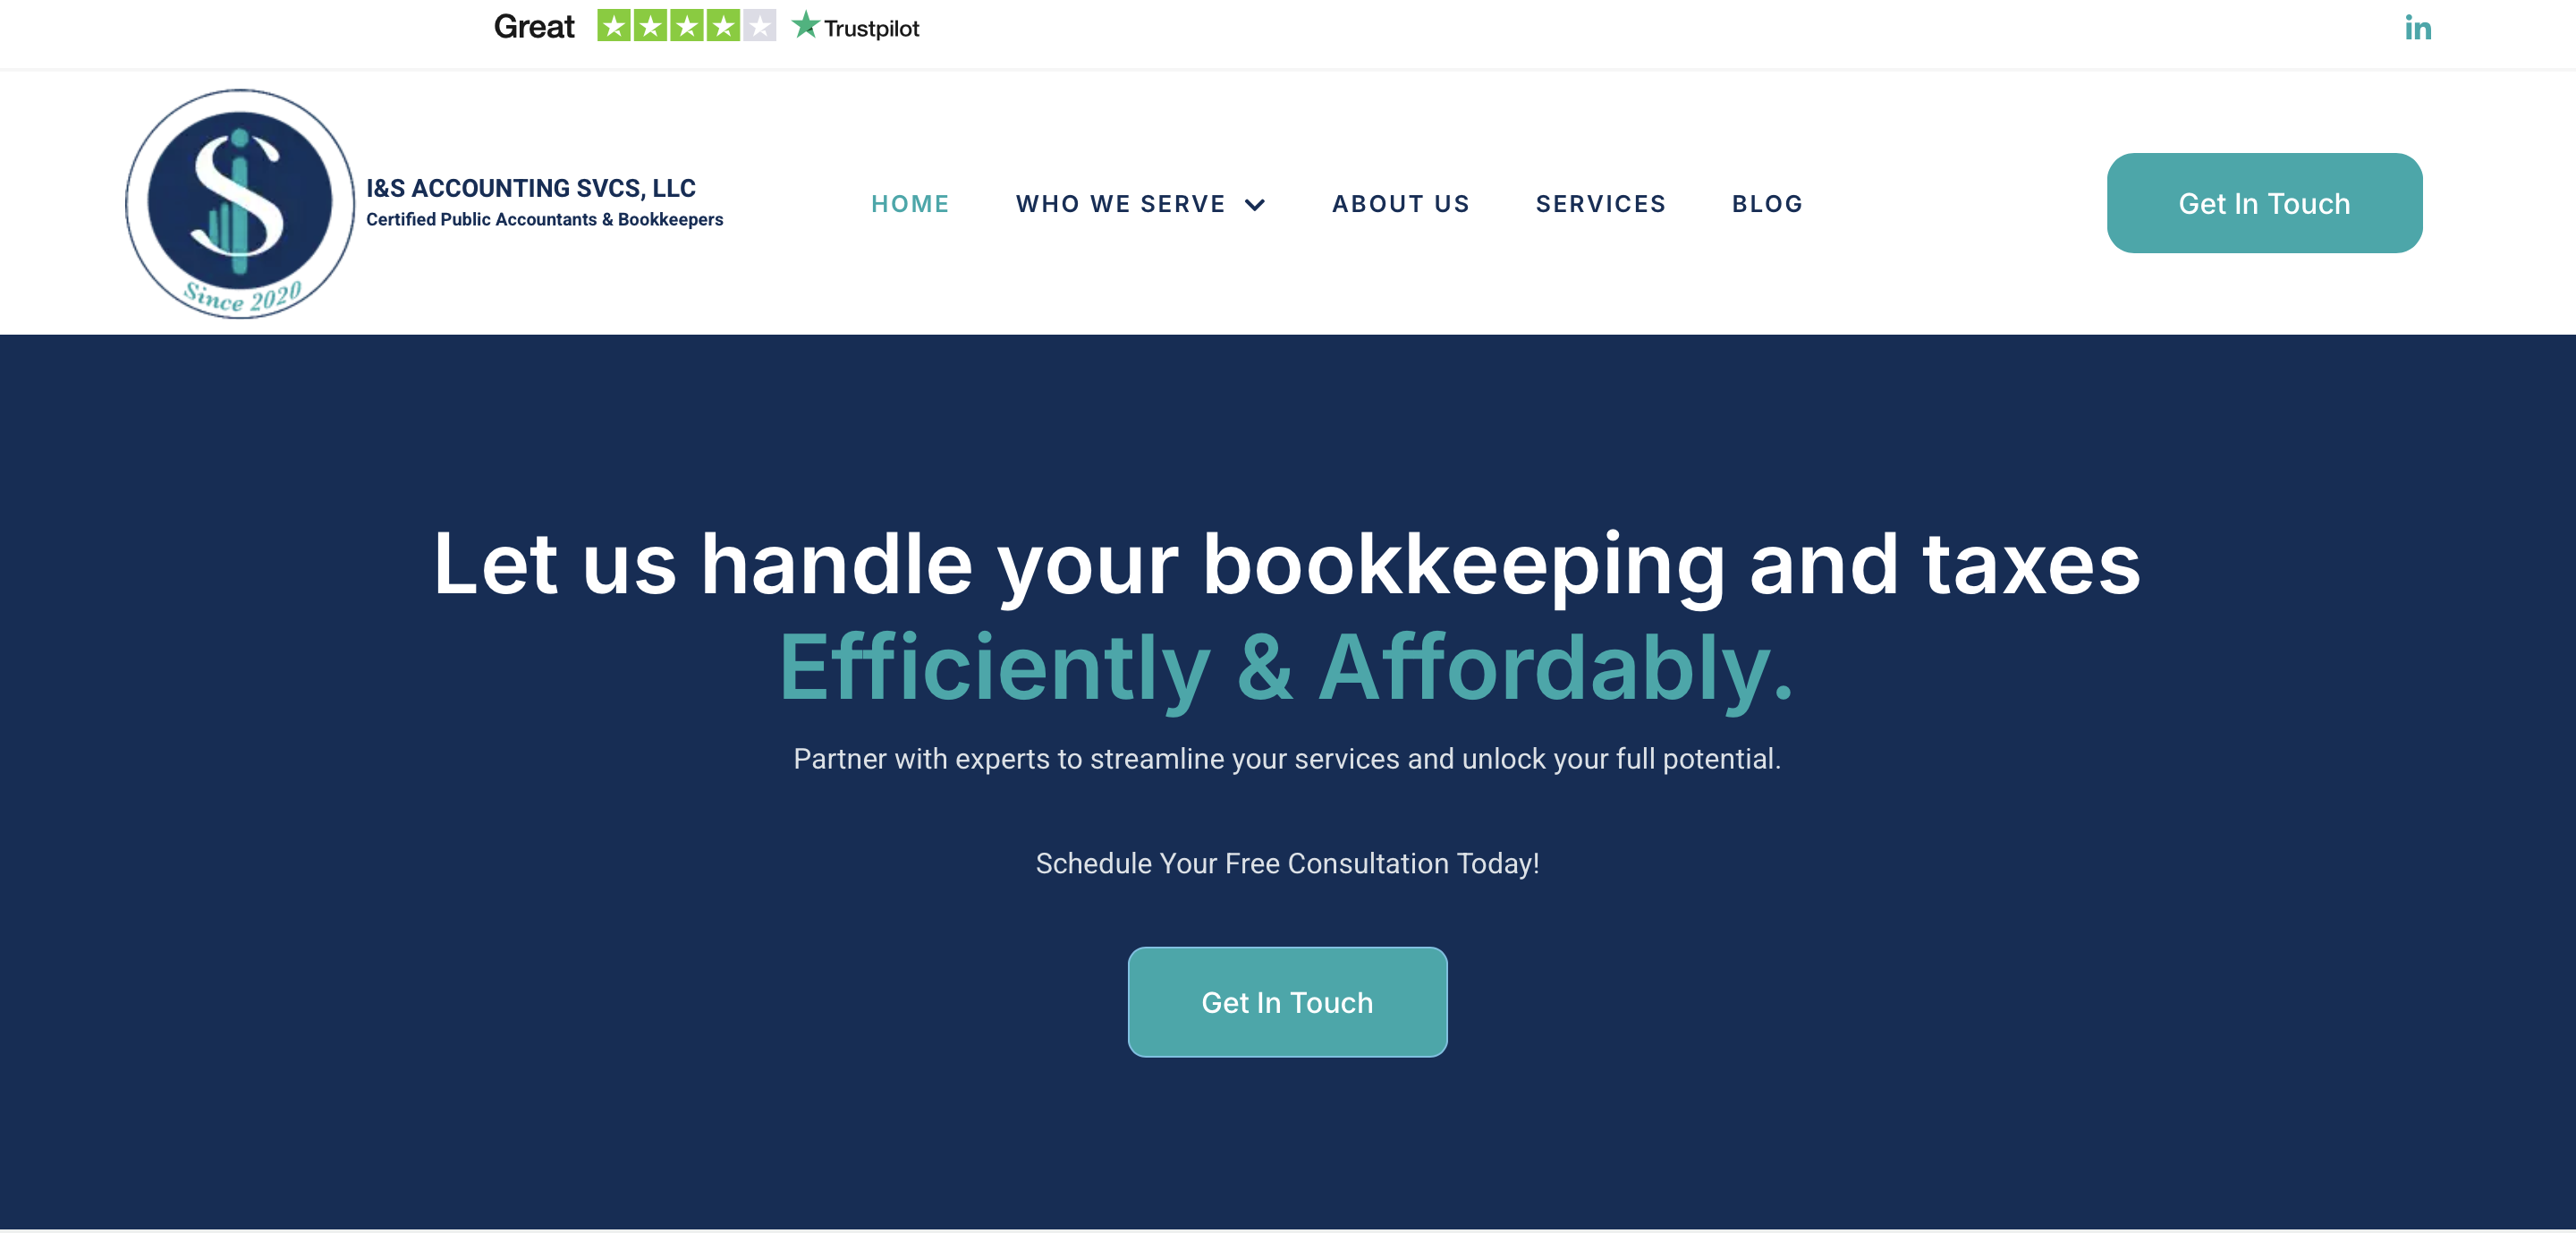 Great Trustpilot in
I&S ACCOUNTING SVCS, LLC
Certified Public Accountants & Bookkeepers
Since 2020
HOME WHO WE SERVE ABOUT US SERVICES BLOG
Get In Touch
Let us handle your bookkeeping and taxes
Efficiently & Affordably.
Partner with experts to streamline your services and unlock your full potential.
Schedule Your Free Consultation Today!
Get In Touch